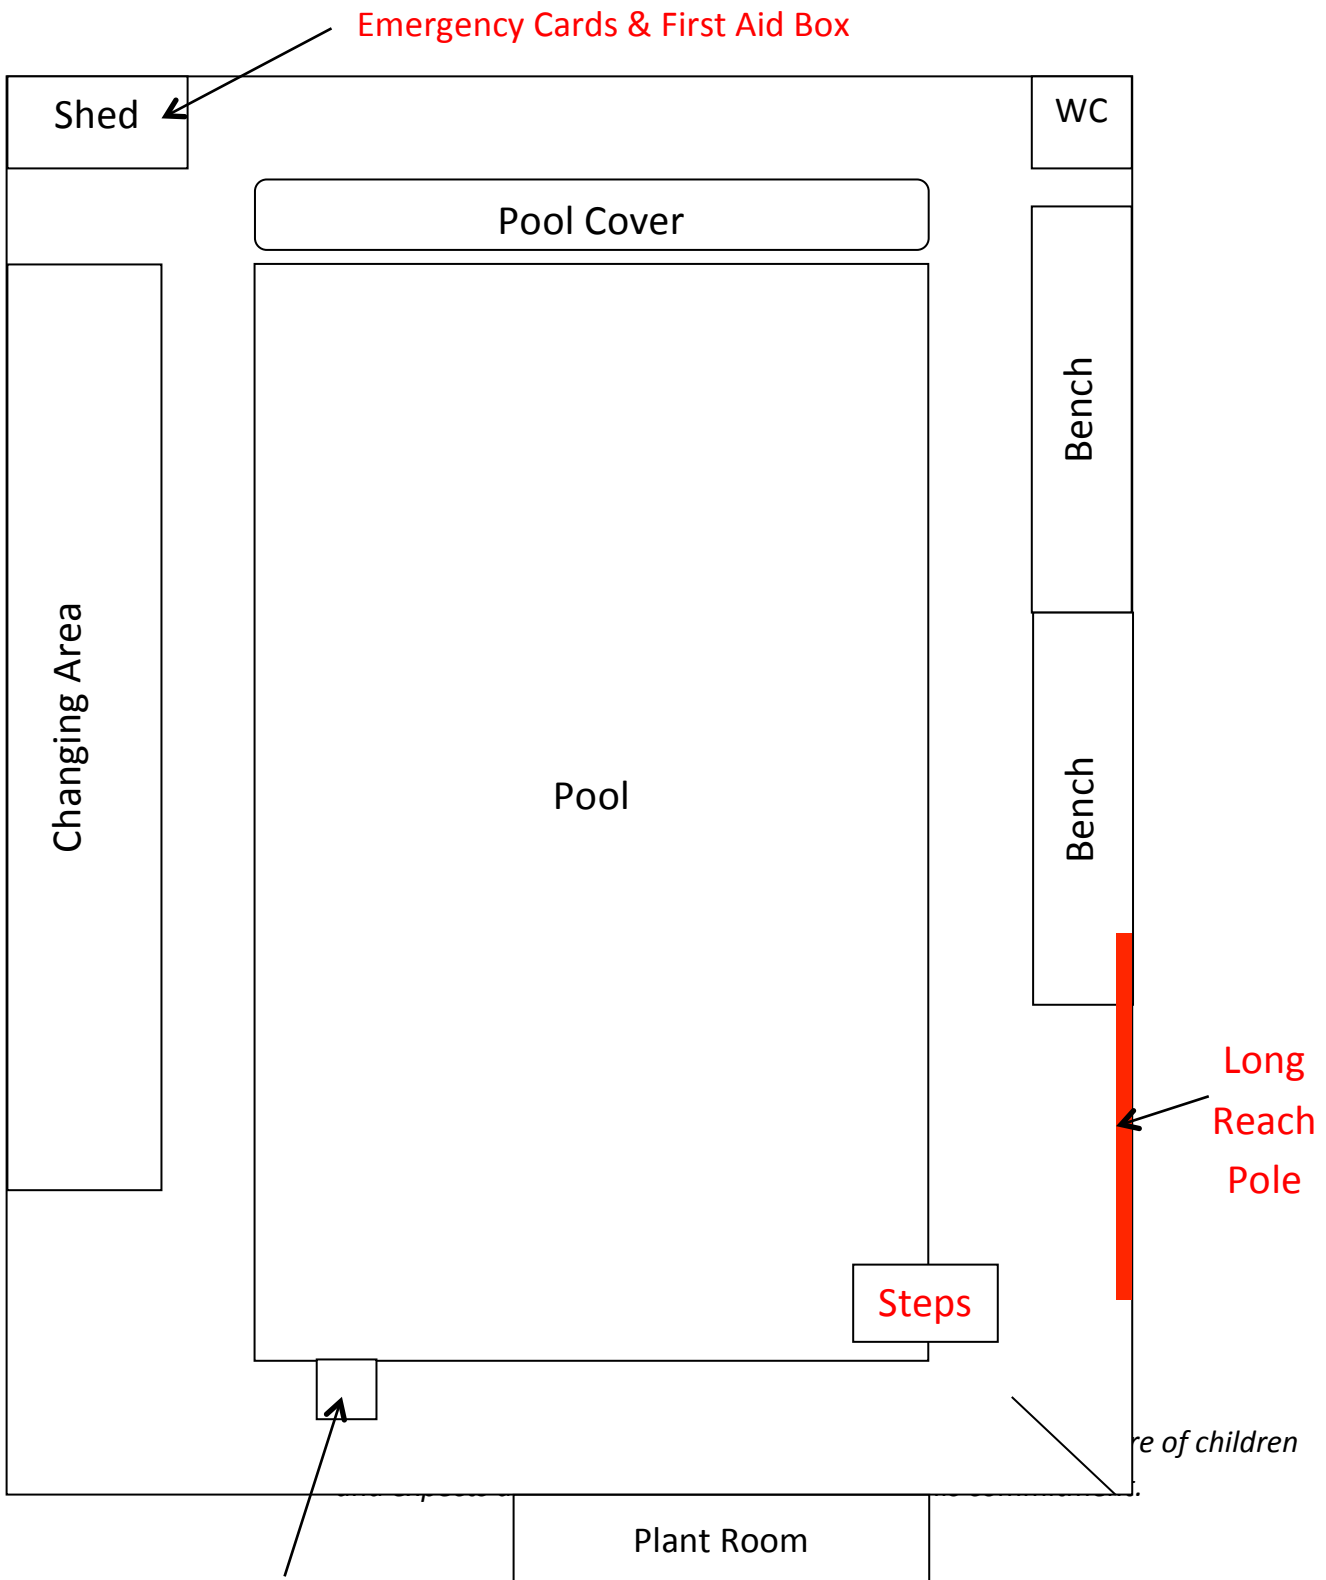 Emergency Cards & First Aid Box
Shed
WC
Pool Cover
Bench
Changing Area
Bench
Pool
Long
Reach
Pole
Steps
of children
Plant Room